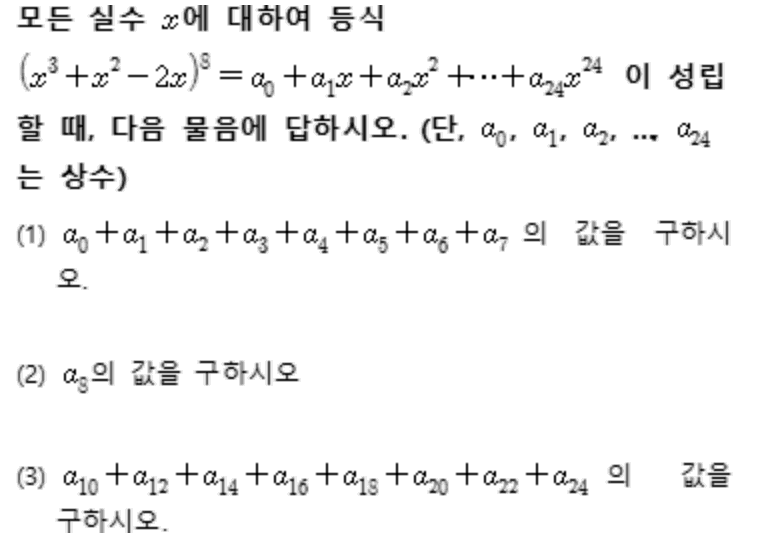 모든 실수 x에 대하여 등식
(x³+x²−2x)⁸ = a₀+a₁x+a₂x²+⋯+a₂₄x²⁴ 이 성립
할 때, 다음 물음에 답하시오. (단, a₀, a₁, a₂, …, a₂₄
는 상수)
(1) a₀+a₁+a₂+a₃+a₄+a₅+a₆+a₇ 의 값을 구하시
오.
(2) a₈의 값을 구하시오
(3) a₁₀+a₁₂+a₁₄+a₁₆+a₁₈+a₂₀+a₂₂+a₂₄ 의 값을
구하시오.